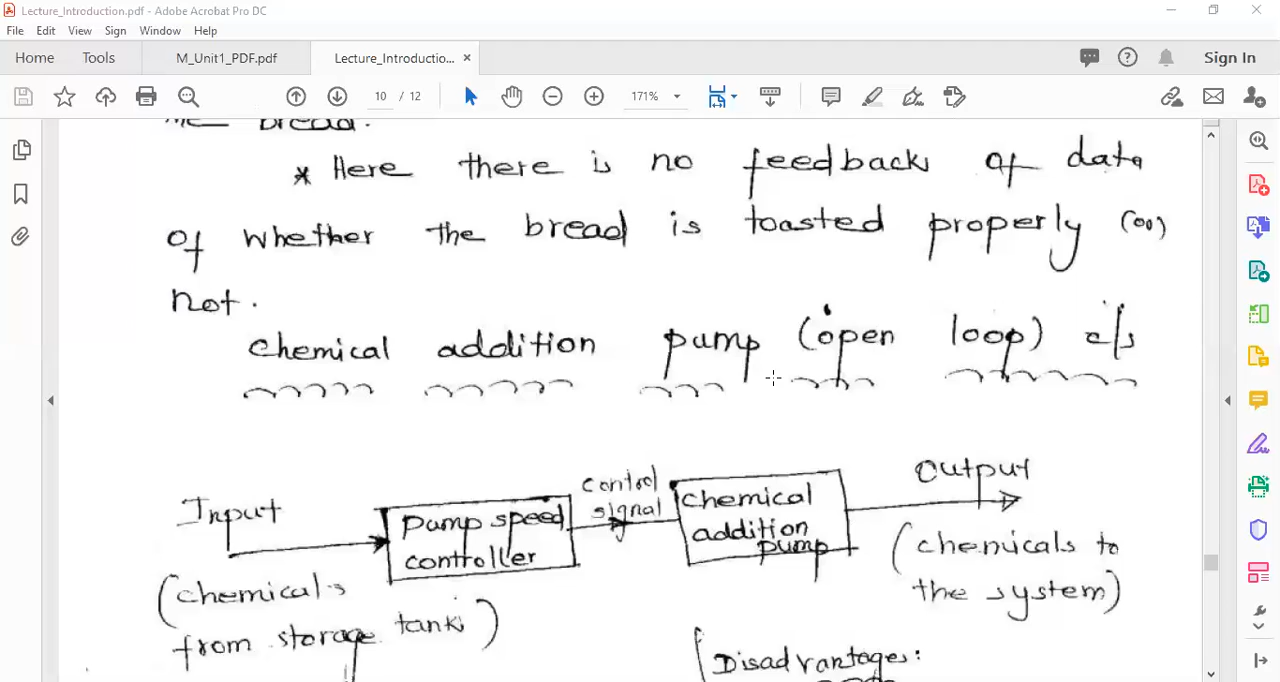 Lecture_Introduction.pdf - Adobe Acrobat Pro DC
File Edit View Sign Window Help
Home Tools M_Unit1_PDF.pdf Lecture_Introductio... × Sign In
10 / 12 171%
the bread.
* Here there is no feedback of data
of whether the bread is toasted properly (or)
not.
chemical addition pump (open loop) c/s
Input
Pump speed
controller
control
signal
chemical
addition
pump
Output
(chemicals
from storage tank)
(chemicals to
the system)
Disadvantages: